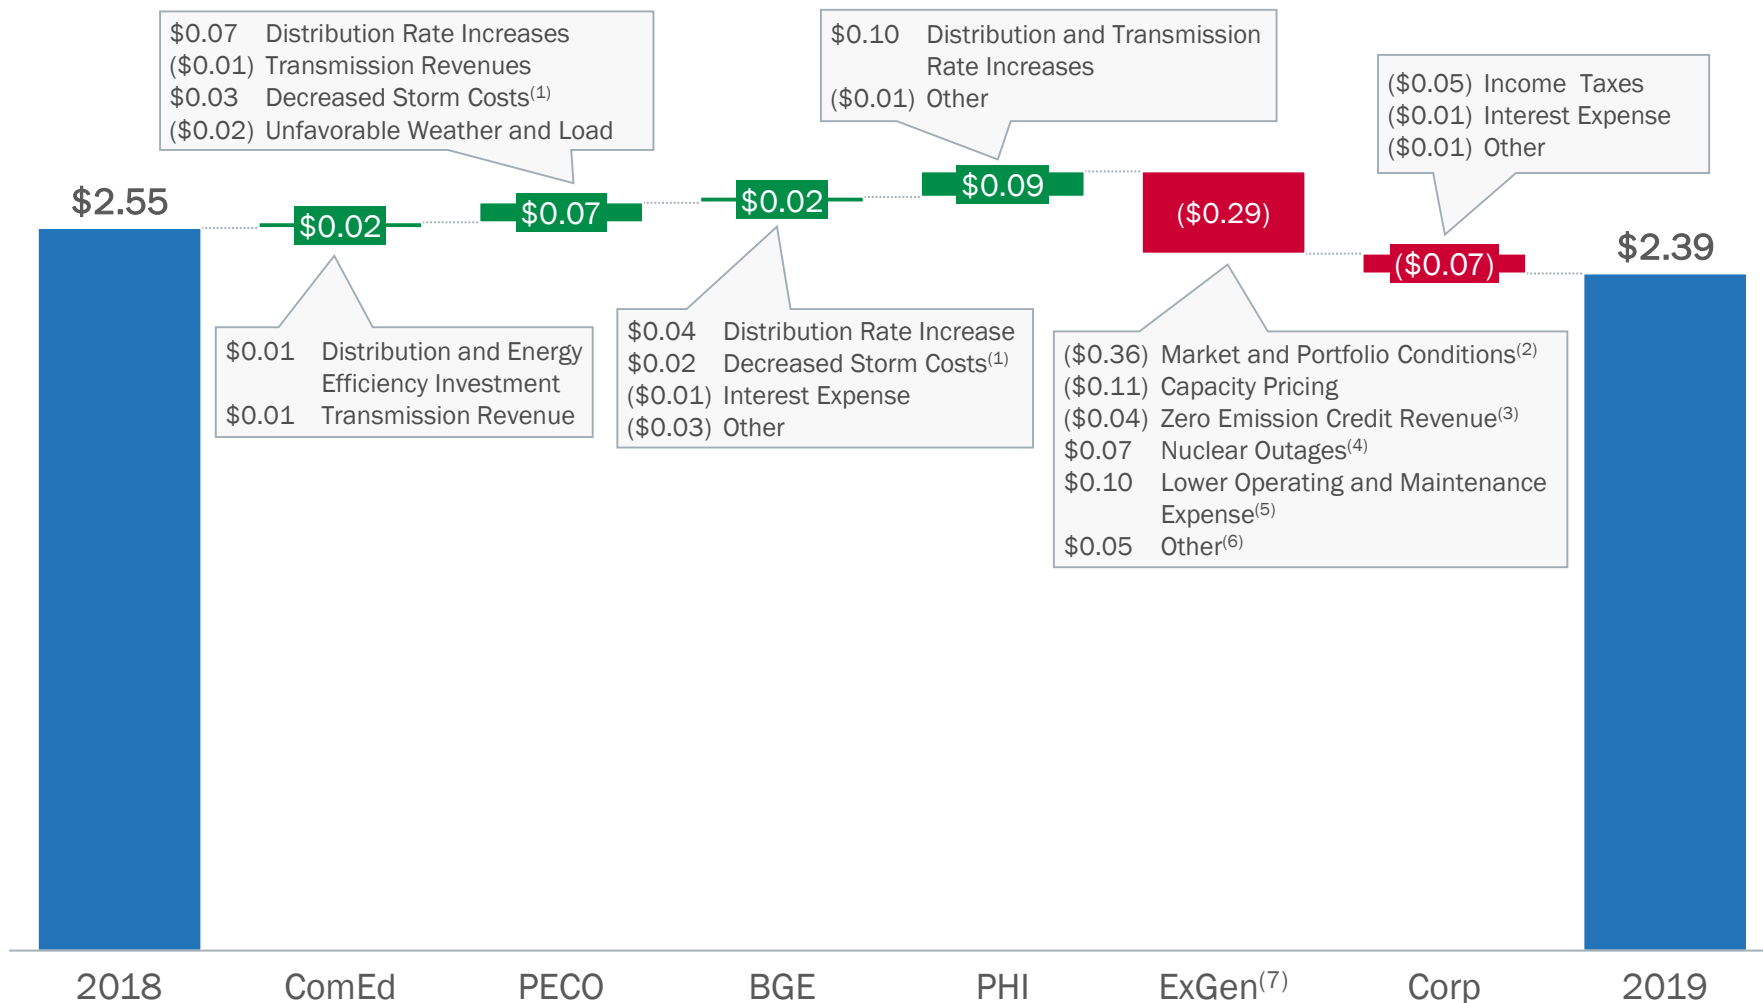 $0.07 Distribution Rate Increases
($0.01) Transmission Revenues
$0.03 Decreased Storm Costs(1)
($0.02) Unfavorable Weather and Load
$0.10 Distribution and Transmission
Rate Increases
($0.01) Other
($0.05) Income Taxes
($0.01) Interest Expense
($0.01) Other
$2.55
$0.02
$0.07
$0.02
$0.09
($0.29)
($0.07)
$2.39
$0.01 Distribution and Energy
Efficiency Investment
$0.01 Transmission Revenue
$0.04 Distribution Rate Increase
$0.02 Decreased Storm Costs(1)
($0.01) Interest Expense
($0.03) Other
($0.36) Market and Portfolio Conditions(2)
($0.11) Capacity Pricing
($0.04) Zero Emission Credit Revenue(3)
$0.07 Nuclear Outages(4)
$0.10 Lower Operating and Maintenance
Expense(5)
$0.05 Other(6)
2018 ComEd PECO BGE PHI ExGen(7) Corp 2019